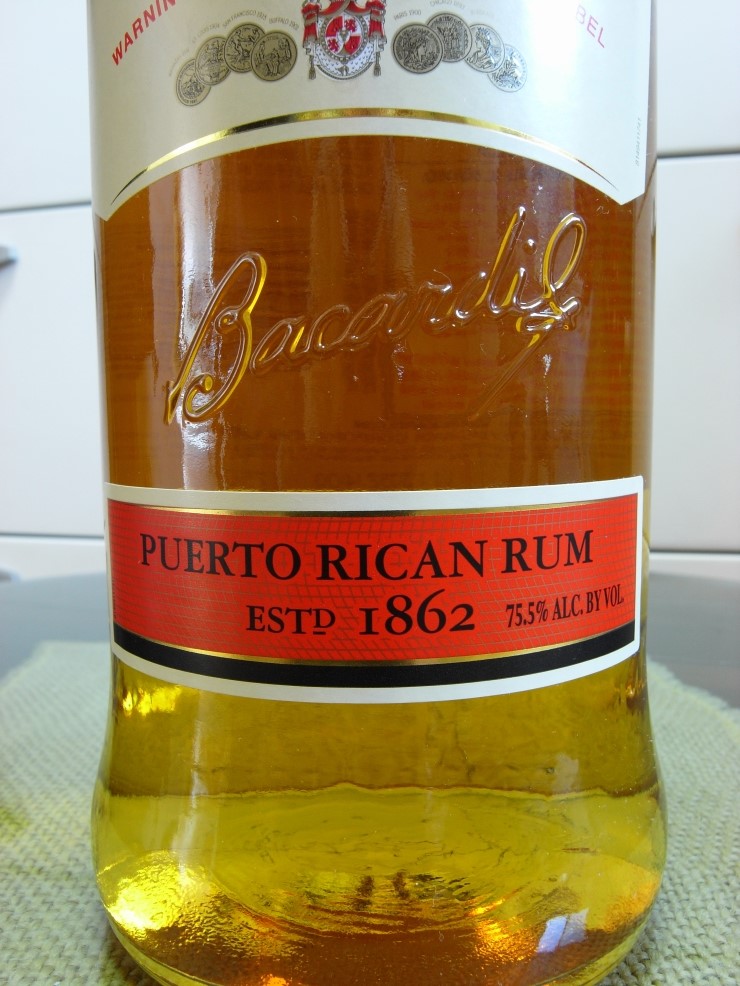 WARNIN
BEL
Bacardi
PUERTO RICAN RUM
ESTD 1862 75.5% ALC. BY VOL.